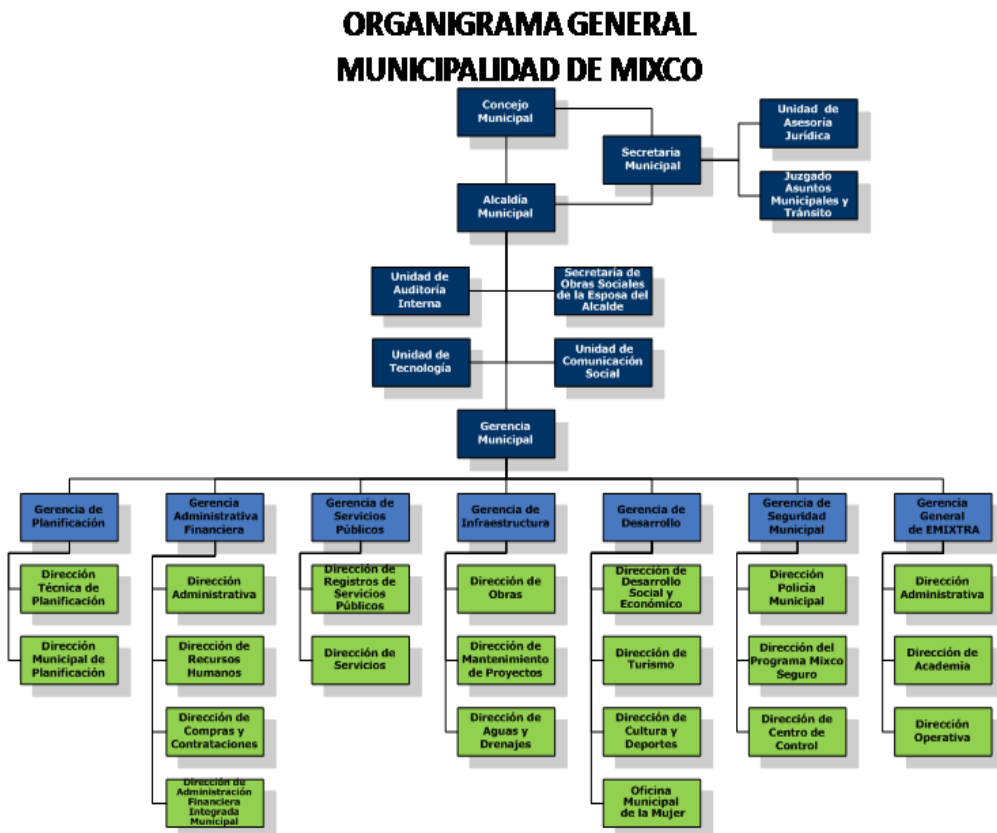 ORGANIGRAMA GENERAL
MUNICIPALIDAD DE MIXCO
Concejo
Municipal
Secretaria
Municipal
Unidad de
Asesoría
Jurídica
Juzgado
Asuntos
Municipales y
Tránsito
Alcaldía
Municipal
Unidad de
Auditoría
Interna
Secretaría de
Obras Sociales
de la Esposa del
Alcalde
Unidad de
Tecnología
Unidad de
Comunicación
Social
Gerencia
Municipal
Gerencia de
Planificación
Gerencia
Administrativa
Financiera
Gerencia de
Servicios
Públicos
Gerencia de
Infraestructura
Gerencia de
Desarrollo
Gerencia de
Seguridad
Municipal
Gerencia
General
de EMIXTRA
Dirección
Técnica de
Planificación
Dirección
Municipal de
Planificación
Dirección
Administrativa
Dirección de
Recursos
Humanos
Dirección de
Compras y
Contrataciones
Dirección de
Administración
Financiera
Integrada
Municipal
Dirección de
Registros de
Servicios
Públicos
Dirección de
Servicios
Dirección de
Obras
Dirección de
Mantenimiento
de Proyectos
Dirección de
Aguas y
Drenajes
Dirección de
Desarrollo
Social y
Económico
Dirección de
Turismo
Dirección de
Cultura y
Deportes
Oficina
Municipal
de la Mujer
Dirección
Policía
Municipal
Dirección del
Programa Mixco
Seguro
Dirección de
Centro de
Control
Dirección
Administrativa
Dirección de
Academia
Dirección
Operativa